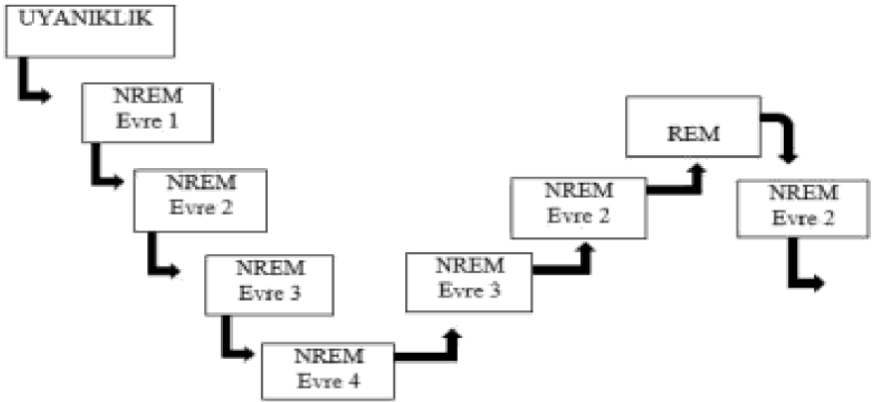 UYANIKLIK
NREM
Evre 1
NREM
Evre 2
NREM
Evre 3
NREM
Evre 4
NREM
Evre 3
NREM
Evre 2
REM
NREM
Evre 2